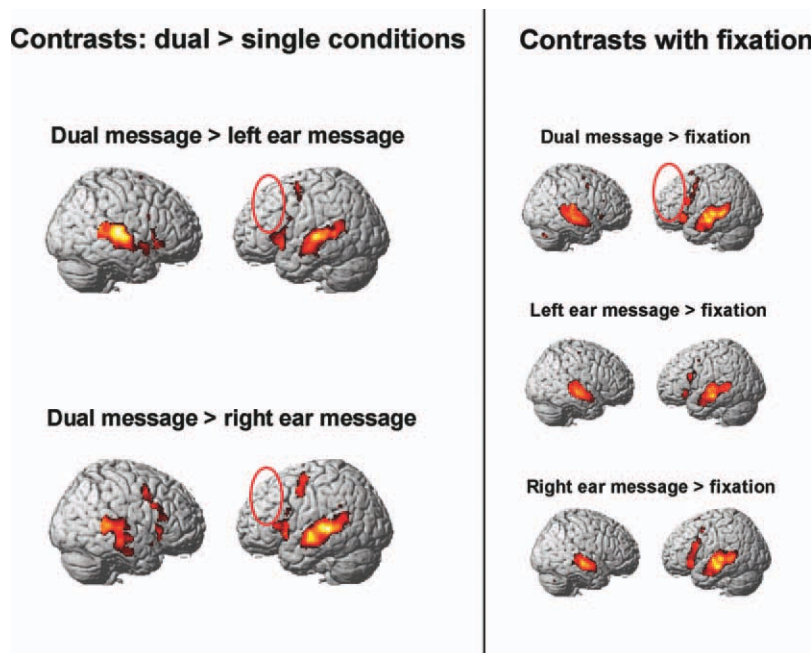 Contrasts: dual > single conditions
Dual message > left ear message
Dual message > right ear message
Contrasts with fixation
Dual message > fixation
Left ear message > fixation
Right ear message > fixation